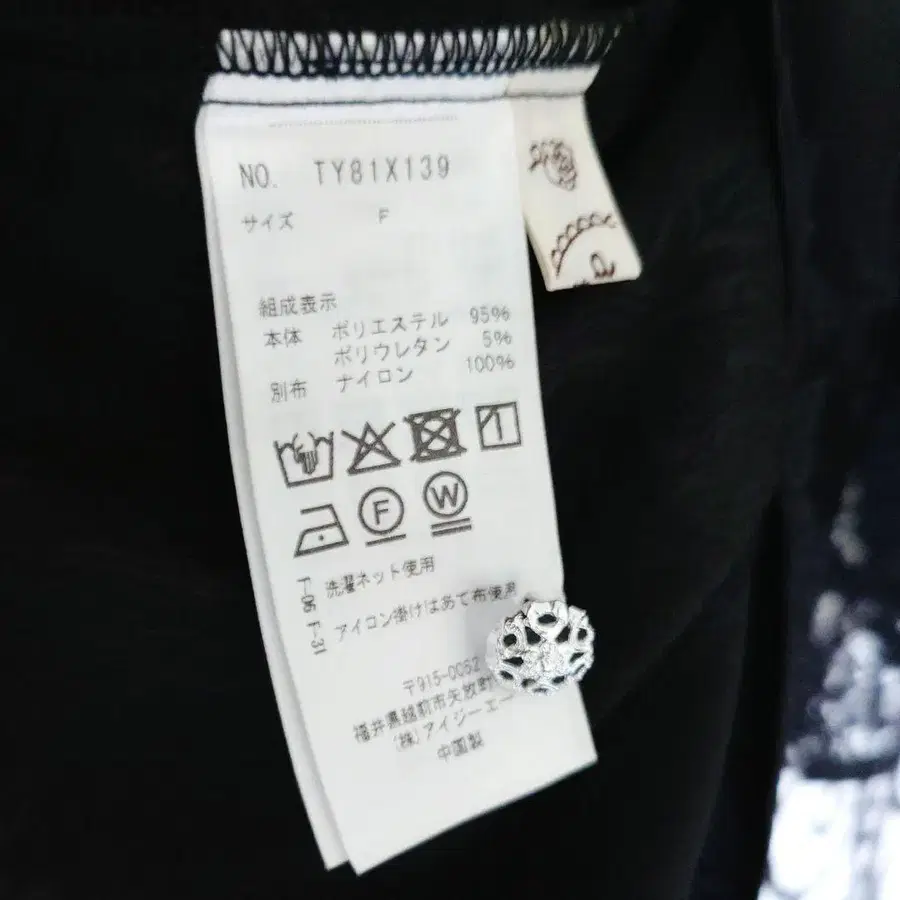 NO. TY81X139
サイズ F
組成表示
本体 ポリエステル 95%
ポリウレタン 5%
別布 ナイロン 100%
F
W
T-06 洗濯ネット使用
T-31 アイロン掛けはあて布使用
〒915-0052
福井県越前市矢放町
(株)アイジーエー
中国製